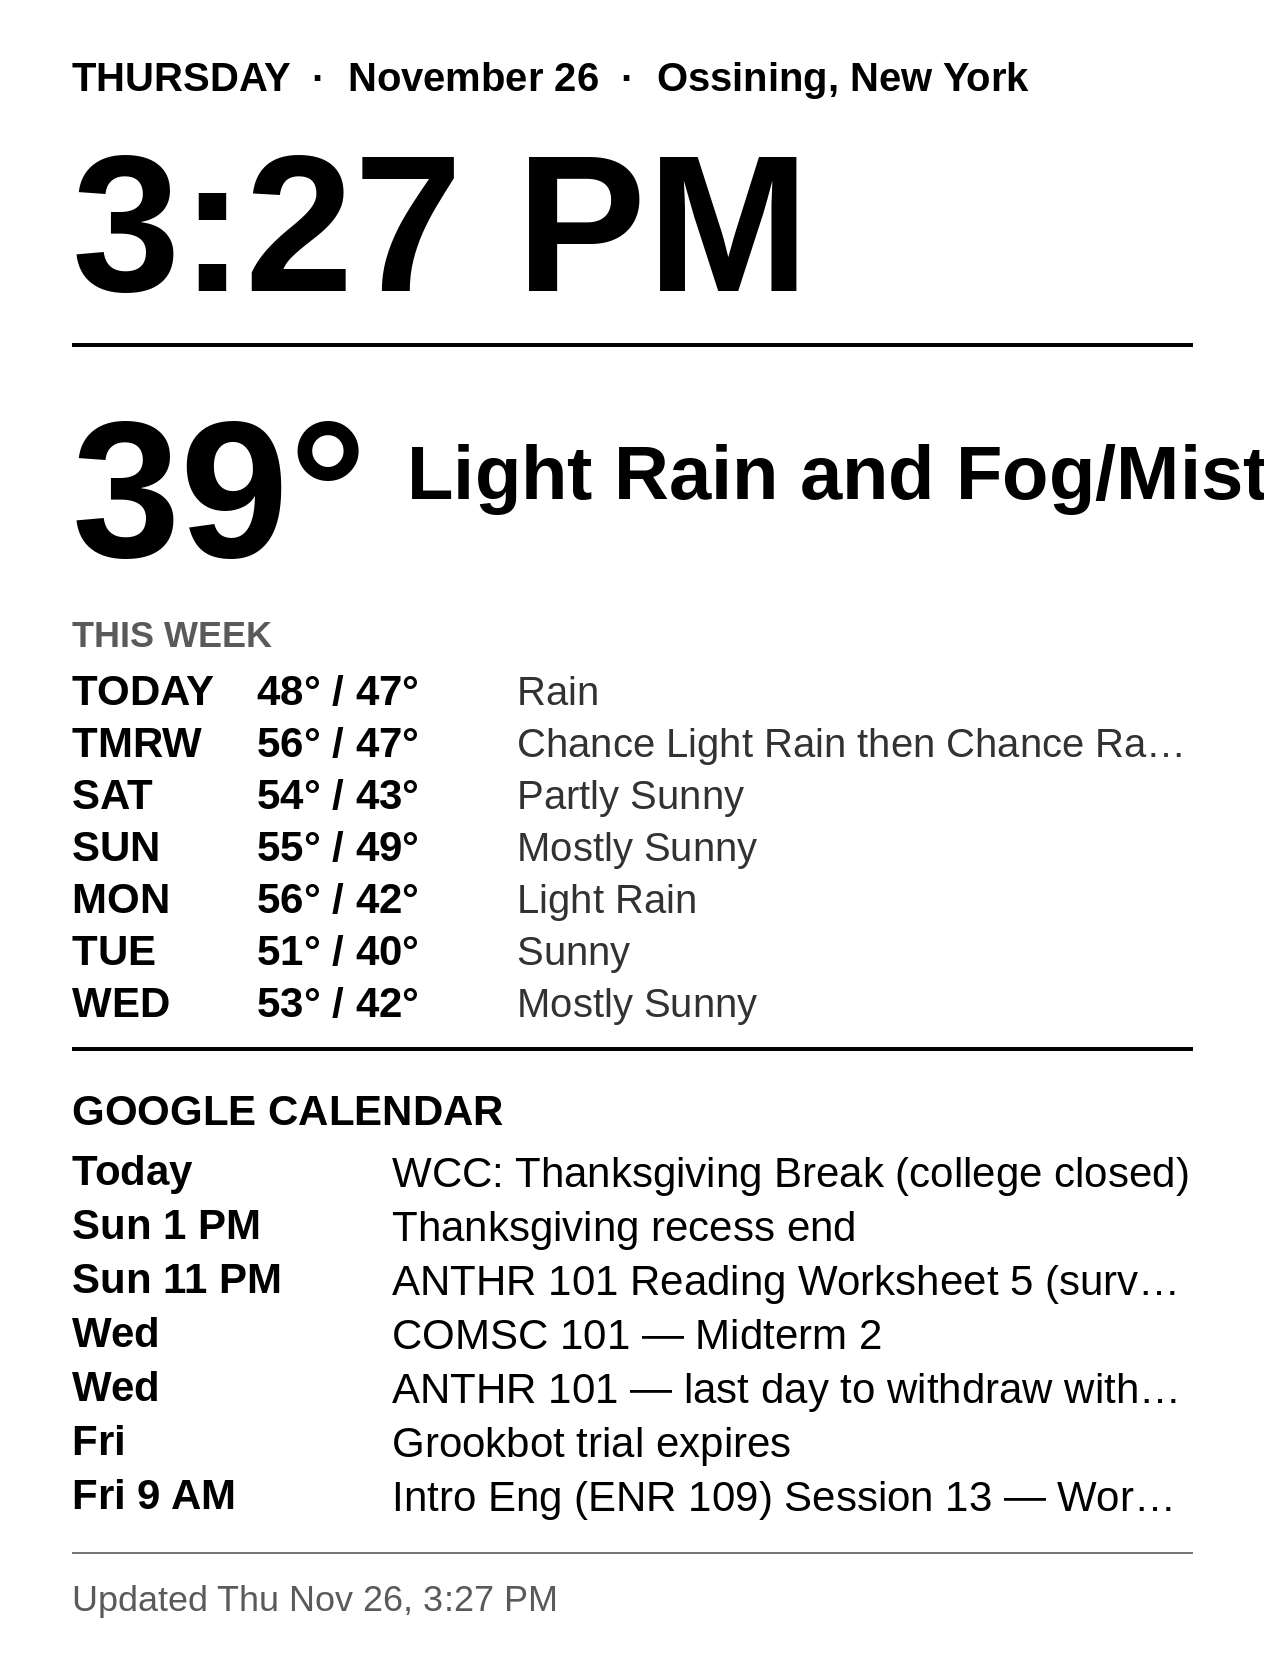 THURSDAY · November 26 · Ossining, New York
3:27 PM
39° Light Rain and Fog/Mist
THIS WEEK
TODAY 48° / 47° Rain
TMRW 56° / 47° Chance Light Rain then Chance Ra…
SAT 54° / 43° Partly Sunny
SUN 55° / 49° Mostly Sunny
MON 56° / 42° Light Rain
TUE 51° / 40° Sunny
WED 53° / 42° Mostly Sunny
GOOGLE CALENDAR
Today WCC: Thanksgiving Break (college closed)
Sun 1 PM Thanksgiving recess end
Sun 11 PM ANTHR 101 Reading Worksheet 5 (surv…
Wed COMSC 101 — Midterm 2
Wed ANTHR 101 — last day to withdraw with…
Fri Grookbot trial expires
Fri 9 AM Intro Eng (ENR 109) Session 13 — Wor…
Updated Thu Nov 26, 3:27 PM